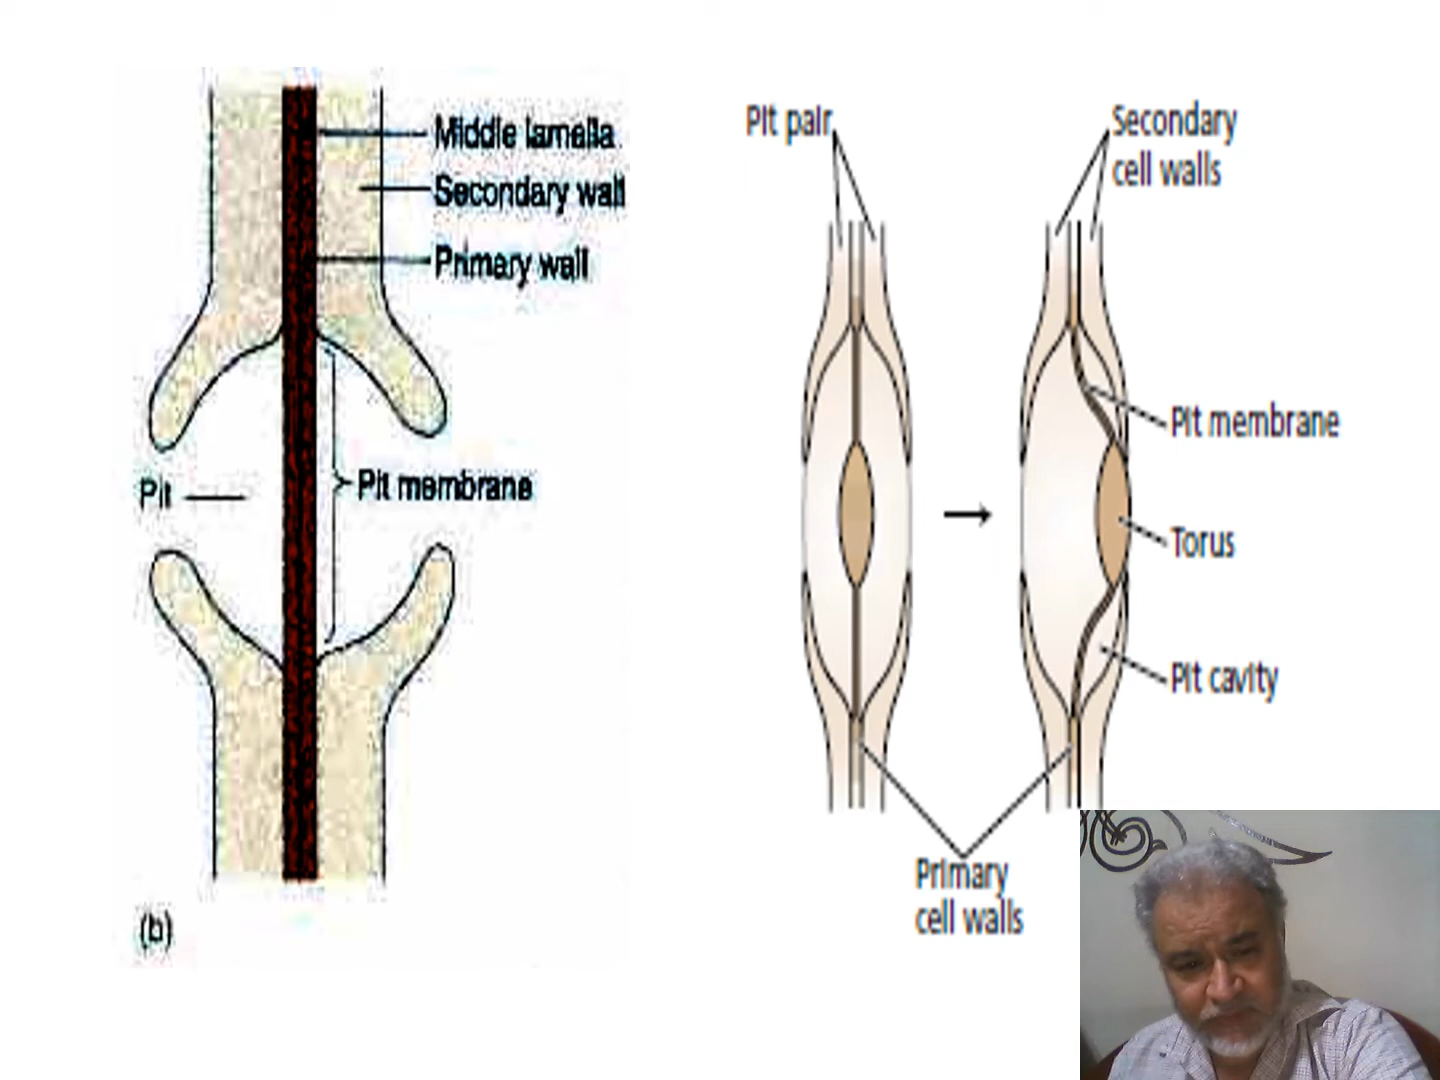 Middle lamella
Secondary wall
Primary wall
Pit
Pit membrane
(b)
Pit pair
Secondary
cell walls
Pit membrane
Torus
Pit cavity
Primary
cell walls